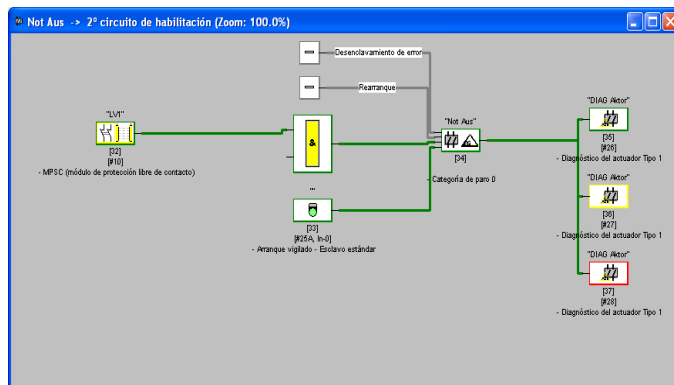 Not Aus -> 2º circuito de habilitación (Zoom: 100.0%)
Desenclavamiento de error
Rearranque
"LV1"
[32]
[#10]
- MPSC (módulo de protección libre de contacto)
&
...
[33]
[#25A, In-0]
- Arranque vigilado - Esclavo estándar
"Not Aus"
[34]
- Categoría de paro 0
"DIAG Aktor"
[35]
[#26]
- Diagnóstico del actuador Tipo 1
"DIAG Aktor"
[36]
[#27]
- Diagnóstico del actuador Tipo 1
"DIAG Aktor"
[37]
[#28]
- Diagnóstico del actuador Tipo 1